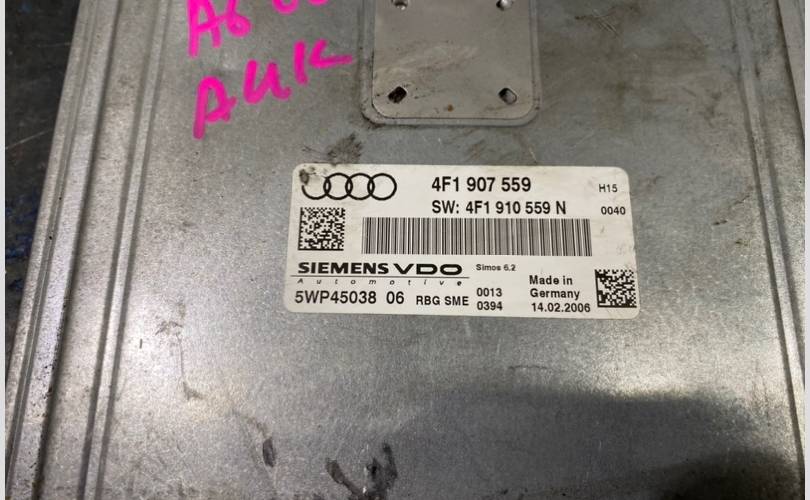 A6
AUK
4F1 907 559
H15
SW: 4F1 910 559 N
0040
SIEMENS VDO
Simos 6.2
Automotive
Made in
Germany
5WP45038 06
RBG SME
0013
0394
14.02.2006